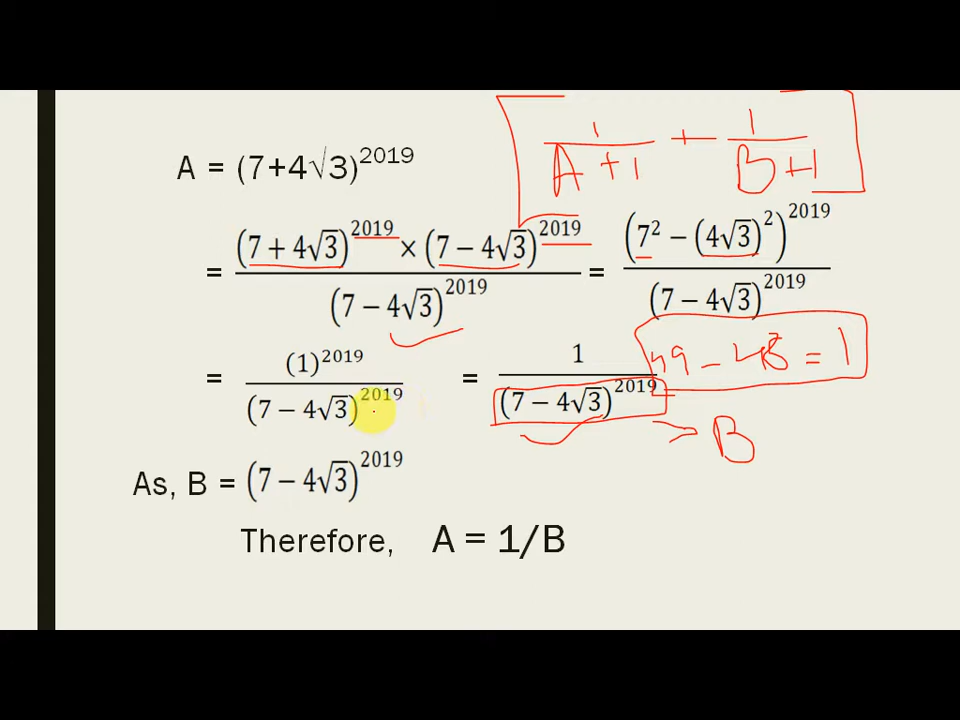 1/(A+1) + 1/(B+1)
A = (7+4√3)^2019
= ((7 + 4√3)^2019 × (7 − 4√3)^2019)/(7 − 4√3)^2019 = (7² − (4√3)²)^2019/(7 − 4√3)^2019
49 − 48 = 1
= (1)^2019/(7 − 4√3)^2019 = 1/(7 − 4√3)^2019
B
As, B = (7 − 4√3)^2019
Therefore, A = 1/B